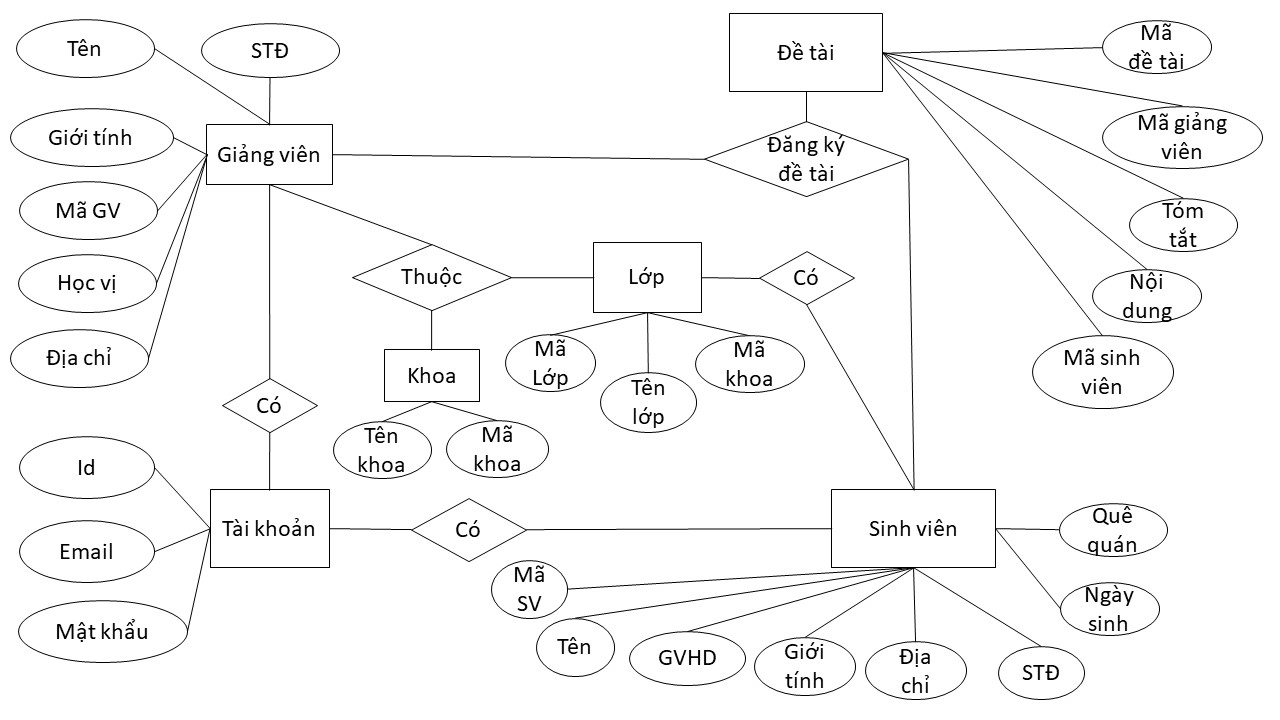 Tên
STĐ
Đề tài
Mã
đề tài
Giới tính
Giảng viên
Đăng ký
đề tài
Mã giảng
viên
Mã GV
Tóm
tắt
Học vị
Thuộc
Lớp
Có
Nội
dung
Địa chỉ
Khoa
Mã
Lớp
Tên
lớp
Mã
khoa
Mã sinh
viên
Có
Tên
khoa
Mã
khoa
Id
Tài khoản
Có
Sinh viên
Quê
quán
Email
Mã
SV
Ngày
sinh
Mật khẩu
Tên
GVHD
Giới
tính
Địa
chỉ
STĐ